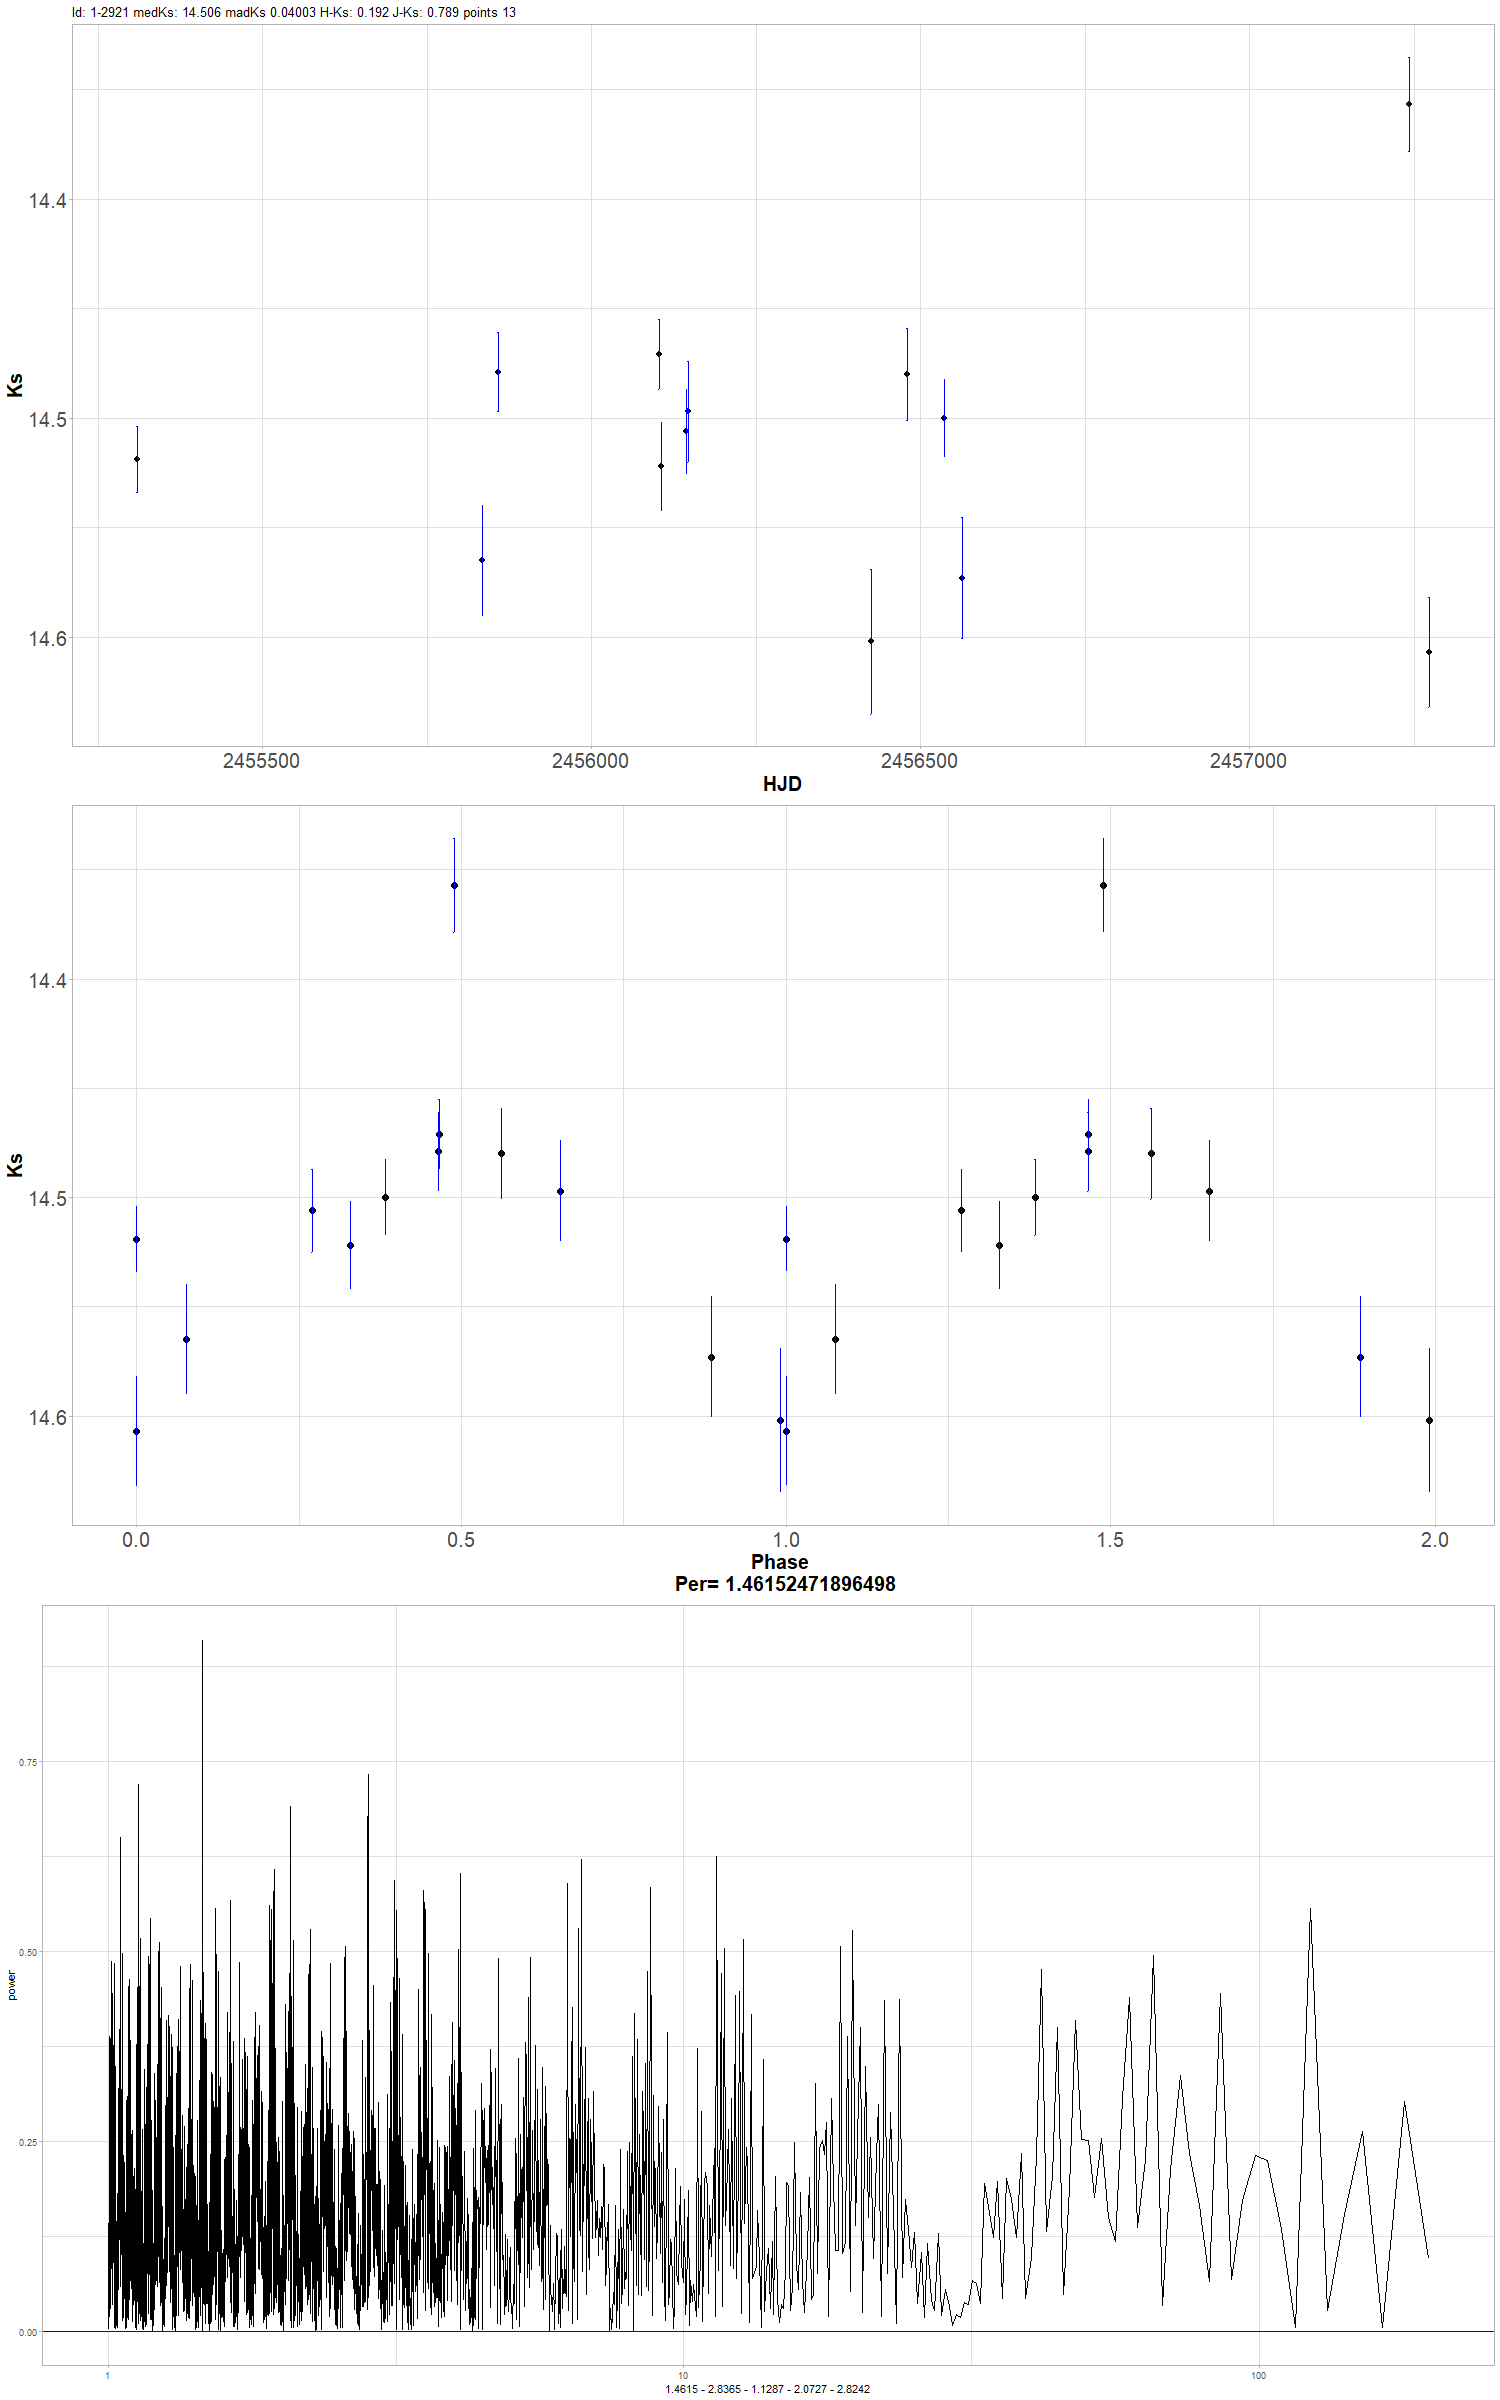 Id: 1-2921 medKs: 14.506 madKs 0.04003 H-Ks: 0.192 J-Ks: 0.789 points 13
14.4
14.5
14.6
Ks
2455500 2456000 2456500 2457000
HJD
14.4
14.5
14.6
Ks
0.0 0.5 1.0 1.5 2.0
Phase
Per= 1.46152471896498
0.75
0.50
0.25
0.00
power
1 10 100
1.4615 - 2.8365 - 1.1287 - 2.0727 - 2.8242